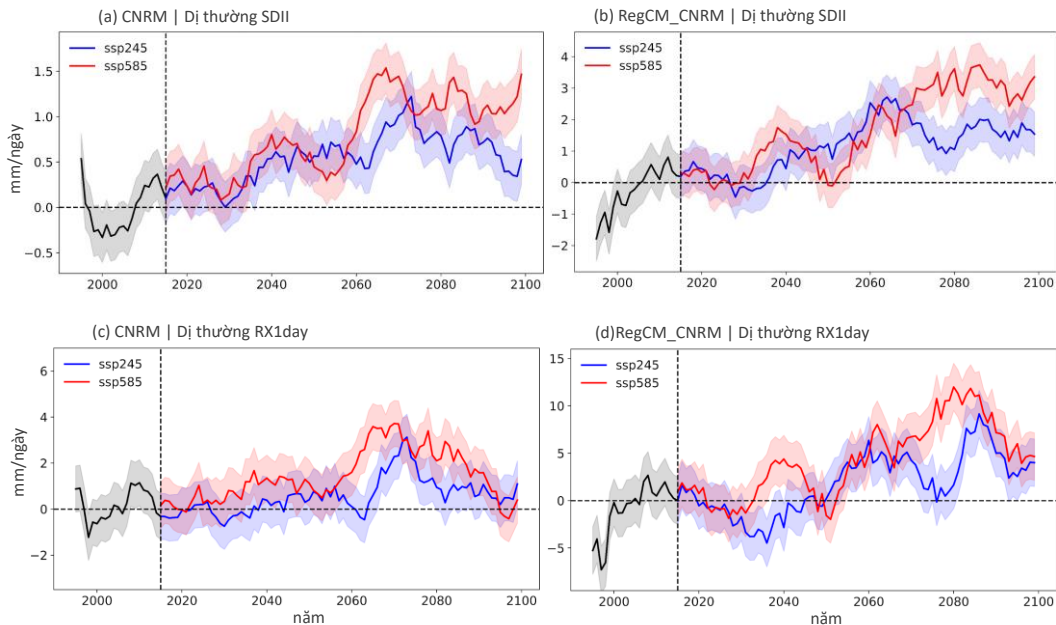 (a) CNRM | Dị thường SDII
ssp245
ssp585
mm/ngày
1.5
1.0
0.5
0.0
−0.5
2000
2020
2040
2060
2080
2100
(b) RegCM_CNRM | Dị thường SDII
ssp245
ssp585
4
3
2
1
0
−1
−2
2000
2020
2040
2060
2080
2100
(c) CNRM | Dị thường RX1day
ssp245
ssp585
mm/ngày
6
4
2
0
−2
2000
2020
2040
2060
2080
2100
năm
(d)RegCM_CNRM | Dị thường RX1day
ssp245
ssp585
15
10
5
0
−5
2000
2020
2040
2060
2080
2100
năm